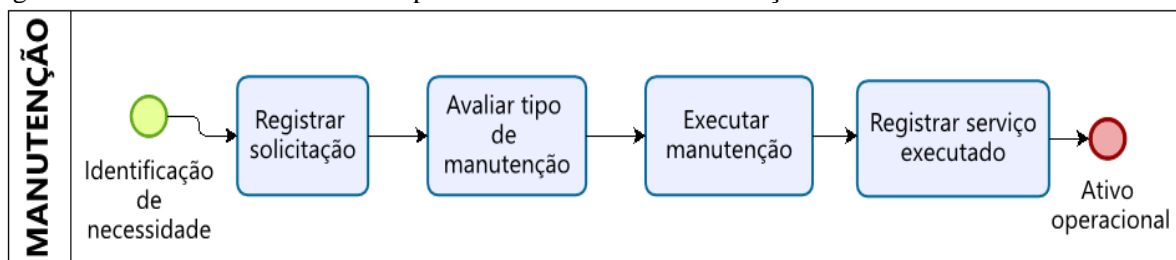 MANUTENÇÃO
Identificação
de
necessidade
Registrar
solicitação
Avaliar tipo
de
manutenção
Executar
manutenção
Registrar serviço
executado
Ativo
operacional